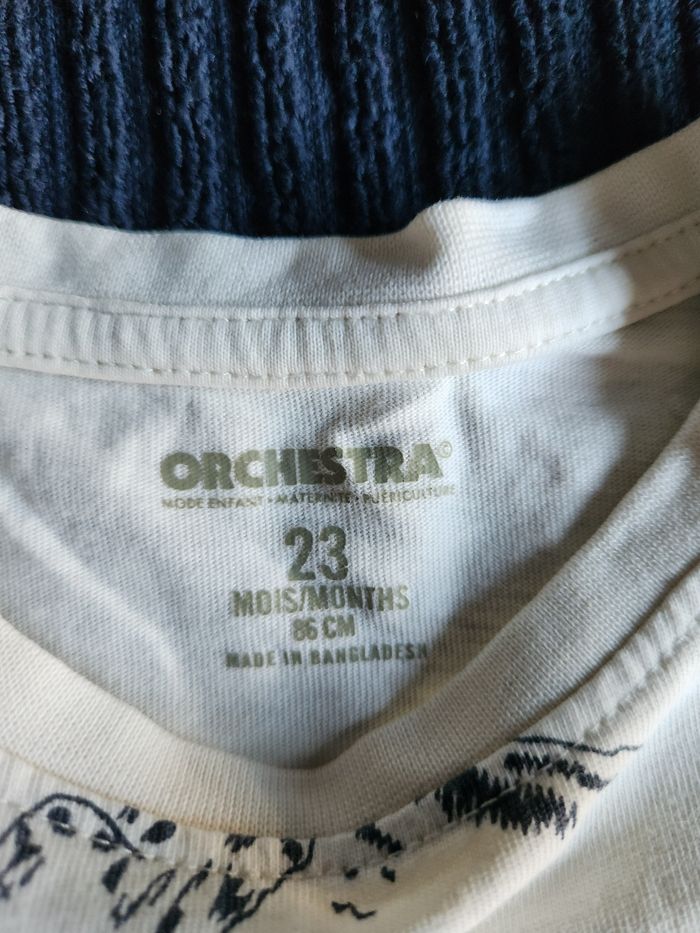 ORCHESTRA©
MODE ENFANT • MATERNITÉ • PUÉRICULTURE
23
MOIS/MONTHS
86 CM
MADE IN BANGLADESH